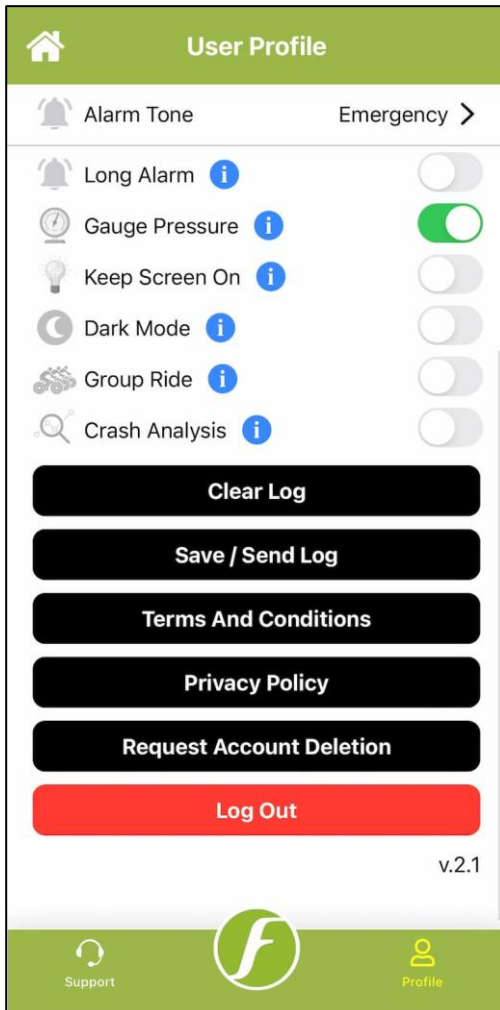 User Profile
Alarm Tone Emergency
Long Alarm i
Gauge Pressure i
Keep Screen On i
Dark Mode i
Group Ride i
Crash Analysis i
Clear Log
Save / Send Log
Terms And Conditions
Privacy Policy
Request Account Deletion
Log Out
v.2.1
f
Support Profile